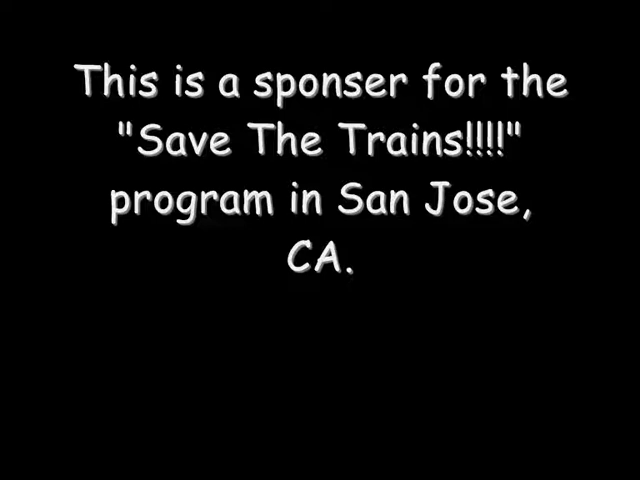 This is a sponser for the
"Save The Trains!!!!"
program in San Jose,
CA.